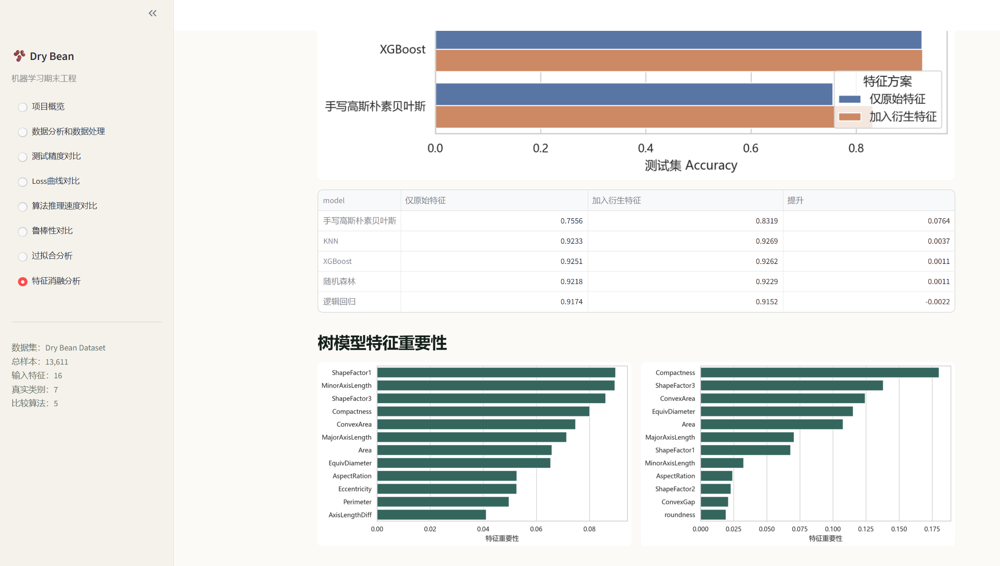 Dry Bean
机器学习期末工程
项目概览
数据分析和数据处理
测试精度对比
Loss曲线对比
算法推理速度对比
鲁棒性对比
过拟合分析
特征消融分析
数据集：Dry Bean Dataset
总样本：13,611
输入特征：16
真实类别：7
比较算法：5
XGBoost
手写高斯朴素贝叶斯
特征方案
仅原始特征
加入衍生特征
0.0 0.2 0.4 0.6 0.8
测试集 Accuracy
model 仅原始特征 加入衍生特征 提升
手写高斯朴素贝叶斯 0.7556 0.8319 0.0764
KNN 0.9233 0.9269 0.0037
XGBoost 0.9251 0.9262 0.0011
随机森林 0.9218 0.9229 0.0011
逻辑回归 0.9174 0.9152 -0.0022
树模型特征重要性
ShapeFactor1
MinorAxisLength
ShapeFactor3
Compactness
ConvexArea
MajorAxisLength
Area
EquivDiameter
AspectRation
Eccentricity
Perimeter
AxisLengthDiff
0.00 0.02 0.04 0.06 0.08
特征重要性
Compactness
ShapeFactor3
ConvexArea
EquivDiameter
Area
MajorAxisLength
ShapeFactor1
MinorAxisLength
AspectRation
ShapeFactor2
ConvexGap
roundness
0.000 0.025 0.050 0.075 0.100 0.125 0.150 0.175
特征重要性